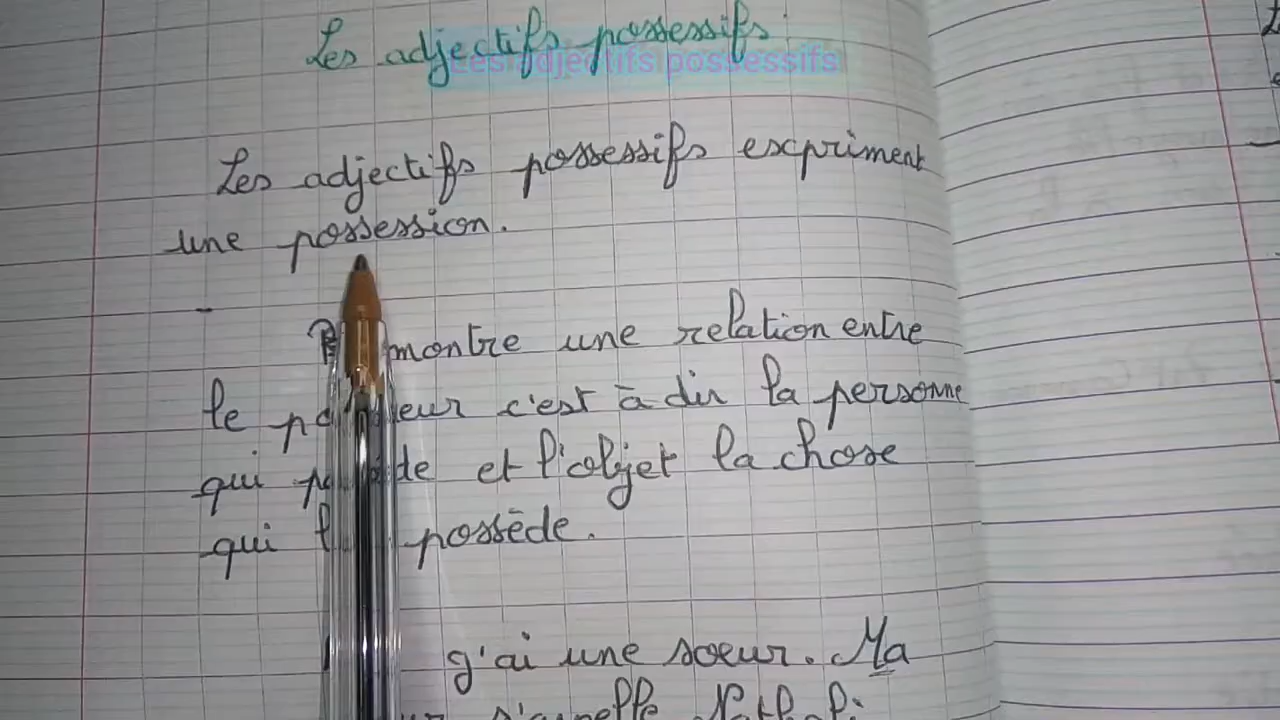 Les adjectifs possessifs
Les adjectifs possessifs
Les adjectifs possessifs expriment
une possession.
montre une relation entre
le c'est à dir la personne
qui et l'objet la chose
qui possède.
g'ai une soeur. Ma
s'appelle